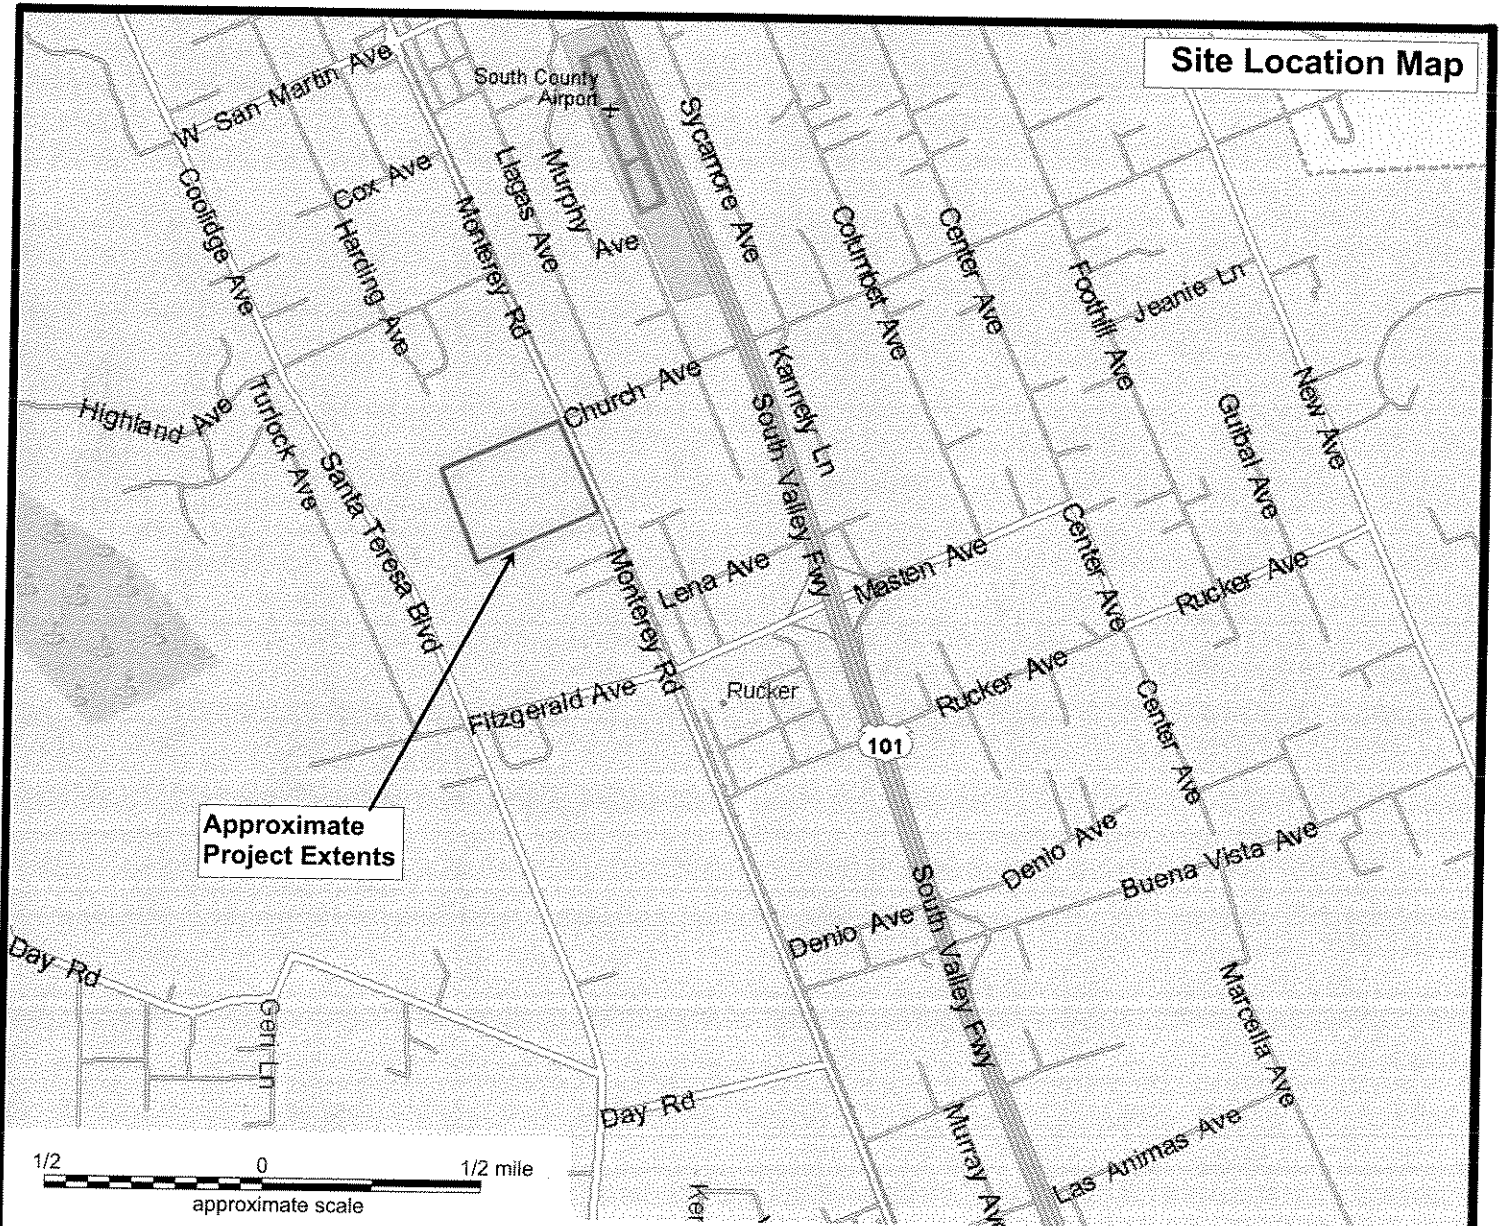 Site Location Map
W San Martin Ave
South County
Airport
Sycamore Ave
Cox Ave
Llagas Ave
Murphy
Ave
Coolidge Ave
Harding Ave
Monterey Rd
Columbet Ave
Center Ave
Foothill Ave
Jeanie Ln
Church Ave
Kannely Ln
New Ave
Highland Ave
Turlock Ave
Santa Teresa Blvd
South Valley Fwy
Guibal Ave
Monterey Rd
Lena Ave
Masten Ave
Center Ave
Rucker Ave
Fitzgerald Ave
Rucker
Rucker Ave
Center Ave
101
Approximate
Project Extents
Denio Ave
Buena Vista Ave
South Valley Fwy
Denio Ave
Day Rd
Gen Ln
Marcella Ave
Day Rd
Murray Av
Las Animas Ave
Ker
1/2 0 1/2 mile
approximate scale